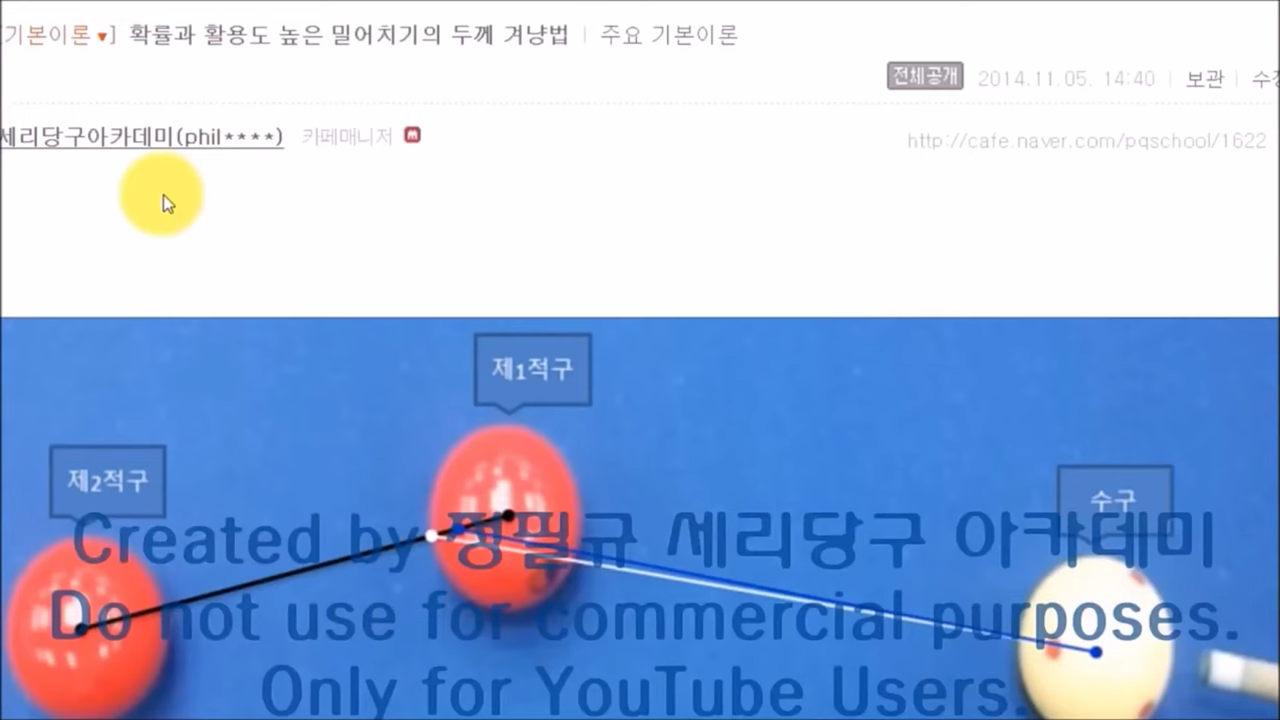 [기본이론▼] 확률과 활용도 높은 밀어치기의 두께 겨냥법 | 주요 기본이론
전체공개 2014.11.05. 14:40 | 보관 |
세리당구아카데미(phil****) 카페매니저
http://cafe.naver.com/pqschool/1622
제1적구
제2적구
수구
Created by 정필규 세리당구 아카데미
Do not use for commercial purposes.
Only for YouTube Users.